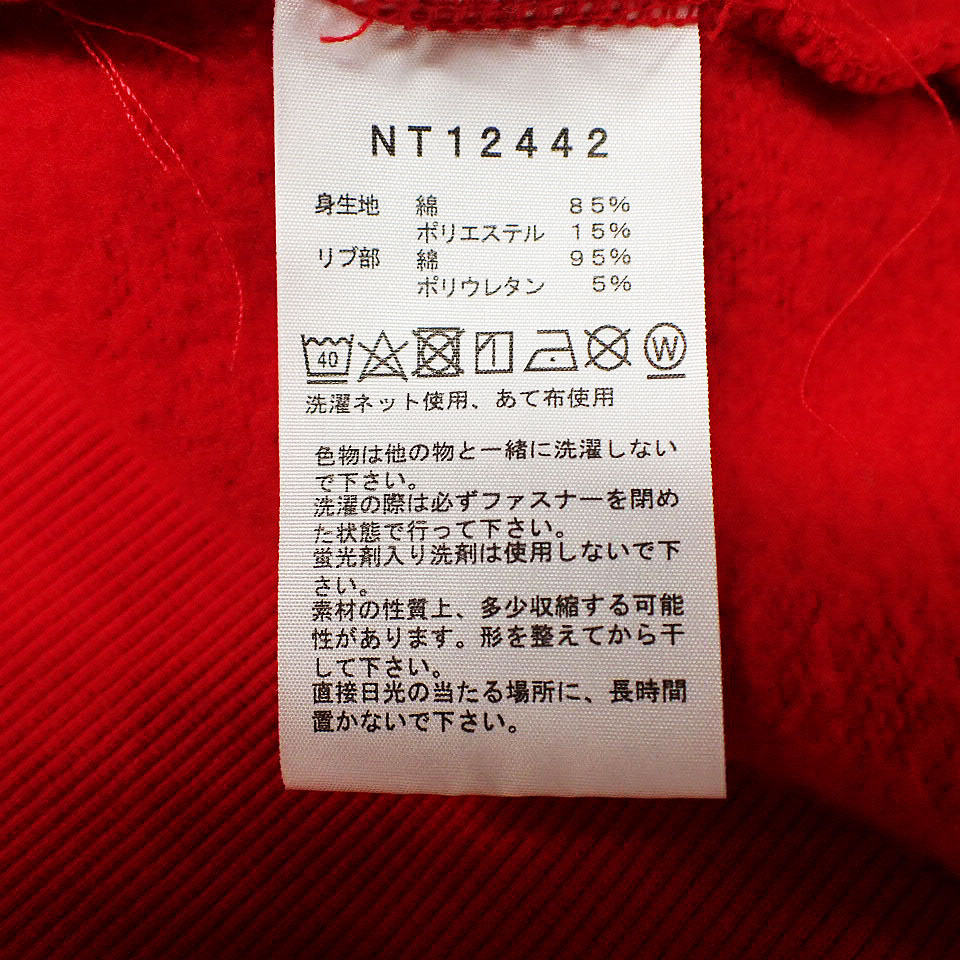 NT12442
身生地 綿 85%
ポリエステル 15%
リブ部 綿 95%
ポリウレタン 5%
40 W
洗濯ネット使用、あて布使用
色物は他の物と一緒に洗濯しない
で下さい。
洗濯の際は必ずファスナーを閉め
た状態で行って下さい。
蛍光剤入り洗剤は使用しないで下
さい。
素材の性質上、多少収縮する可能
性があります。形を整えてから干
して下さい。
直接日光の当たる場所に、長時間
置かないで下さい。